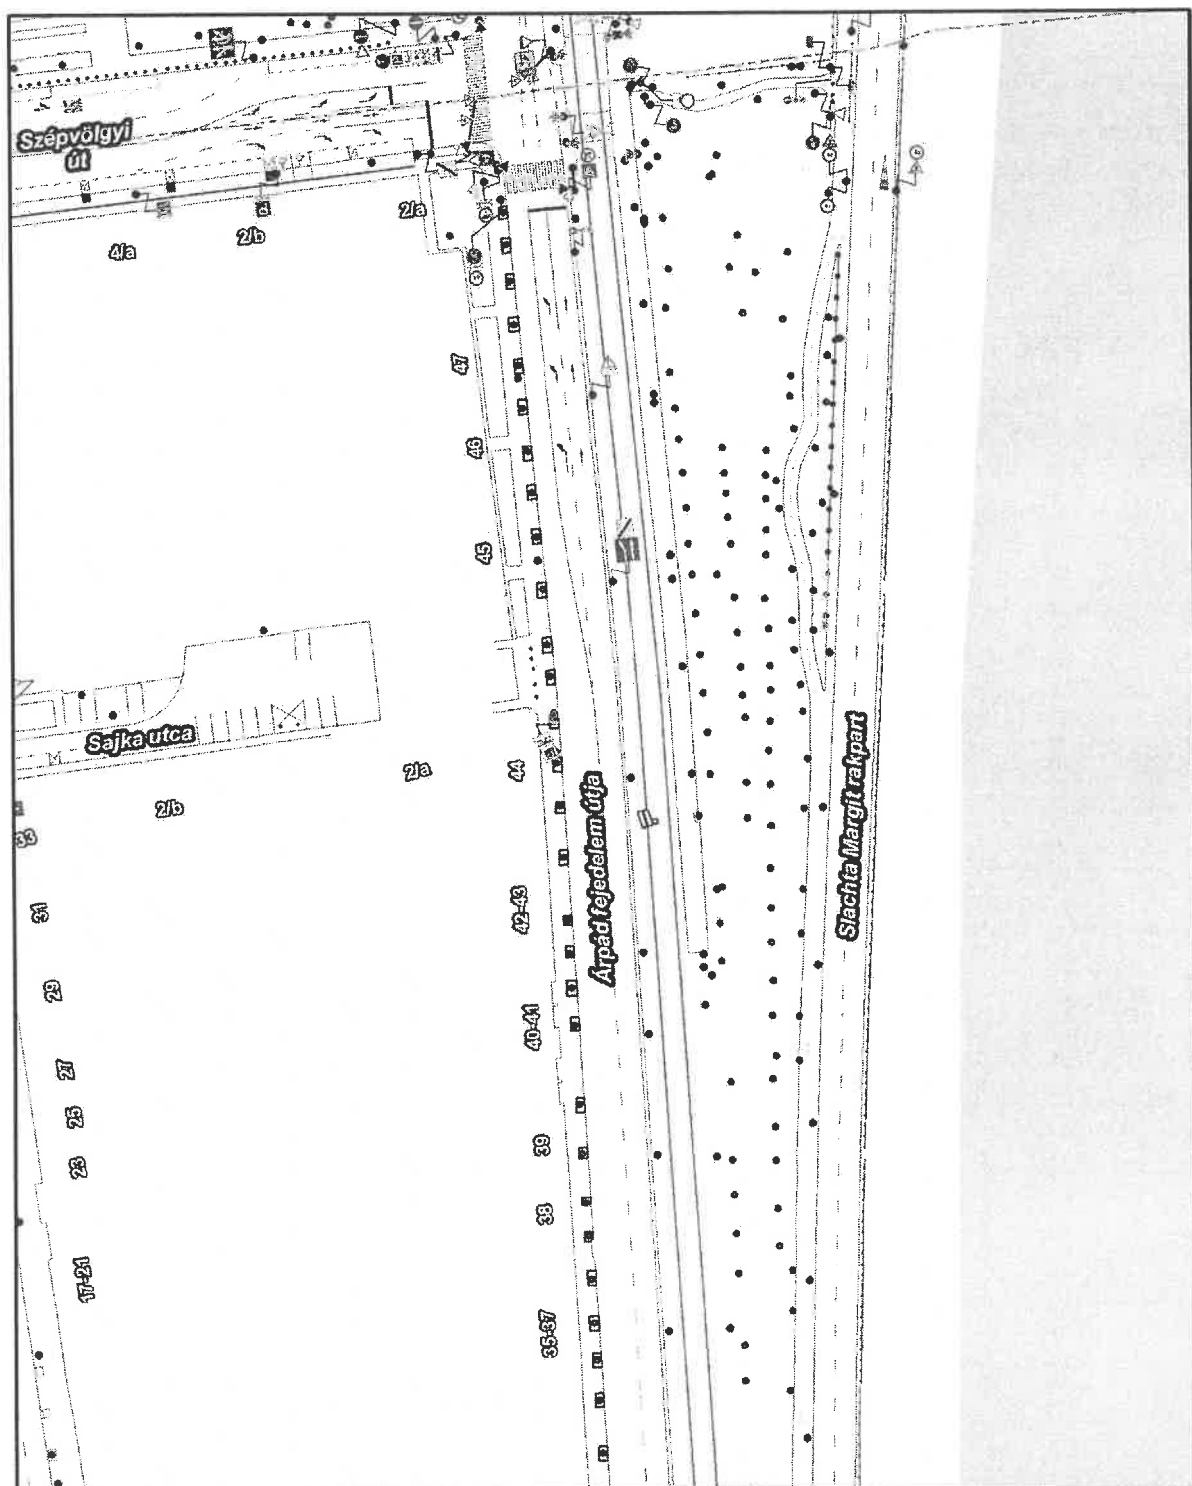 Szépvölgyi
út
4/a
2/b
2/a
47
46
45
Sajka utca
2/a
2/b
44
33
31
42-43
Árpád fejedelem útja
Slachta Margit rakpart
29
40-41
27
25
23
39
38
17-21
35-37